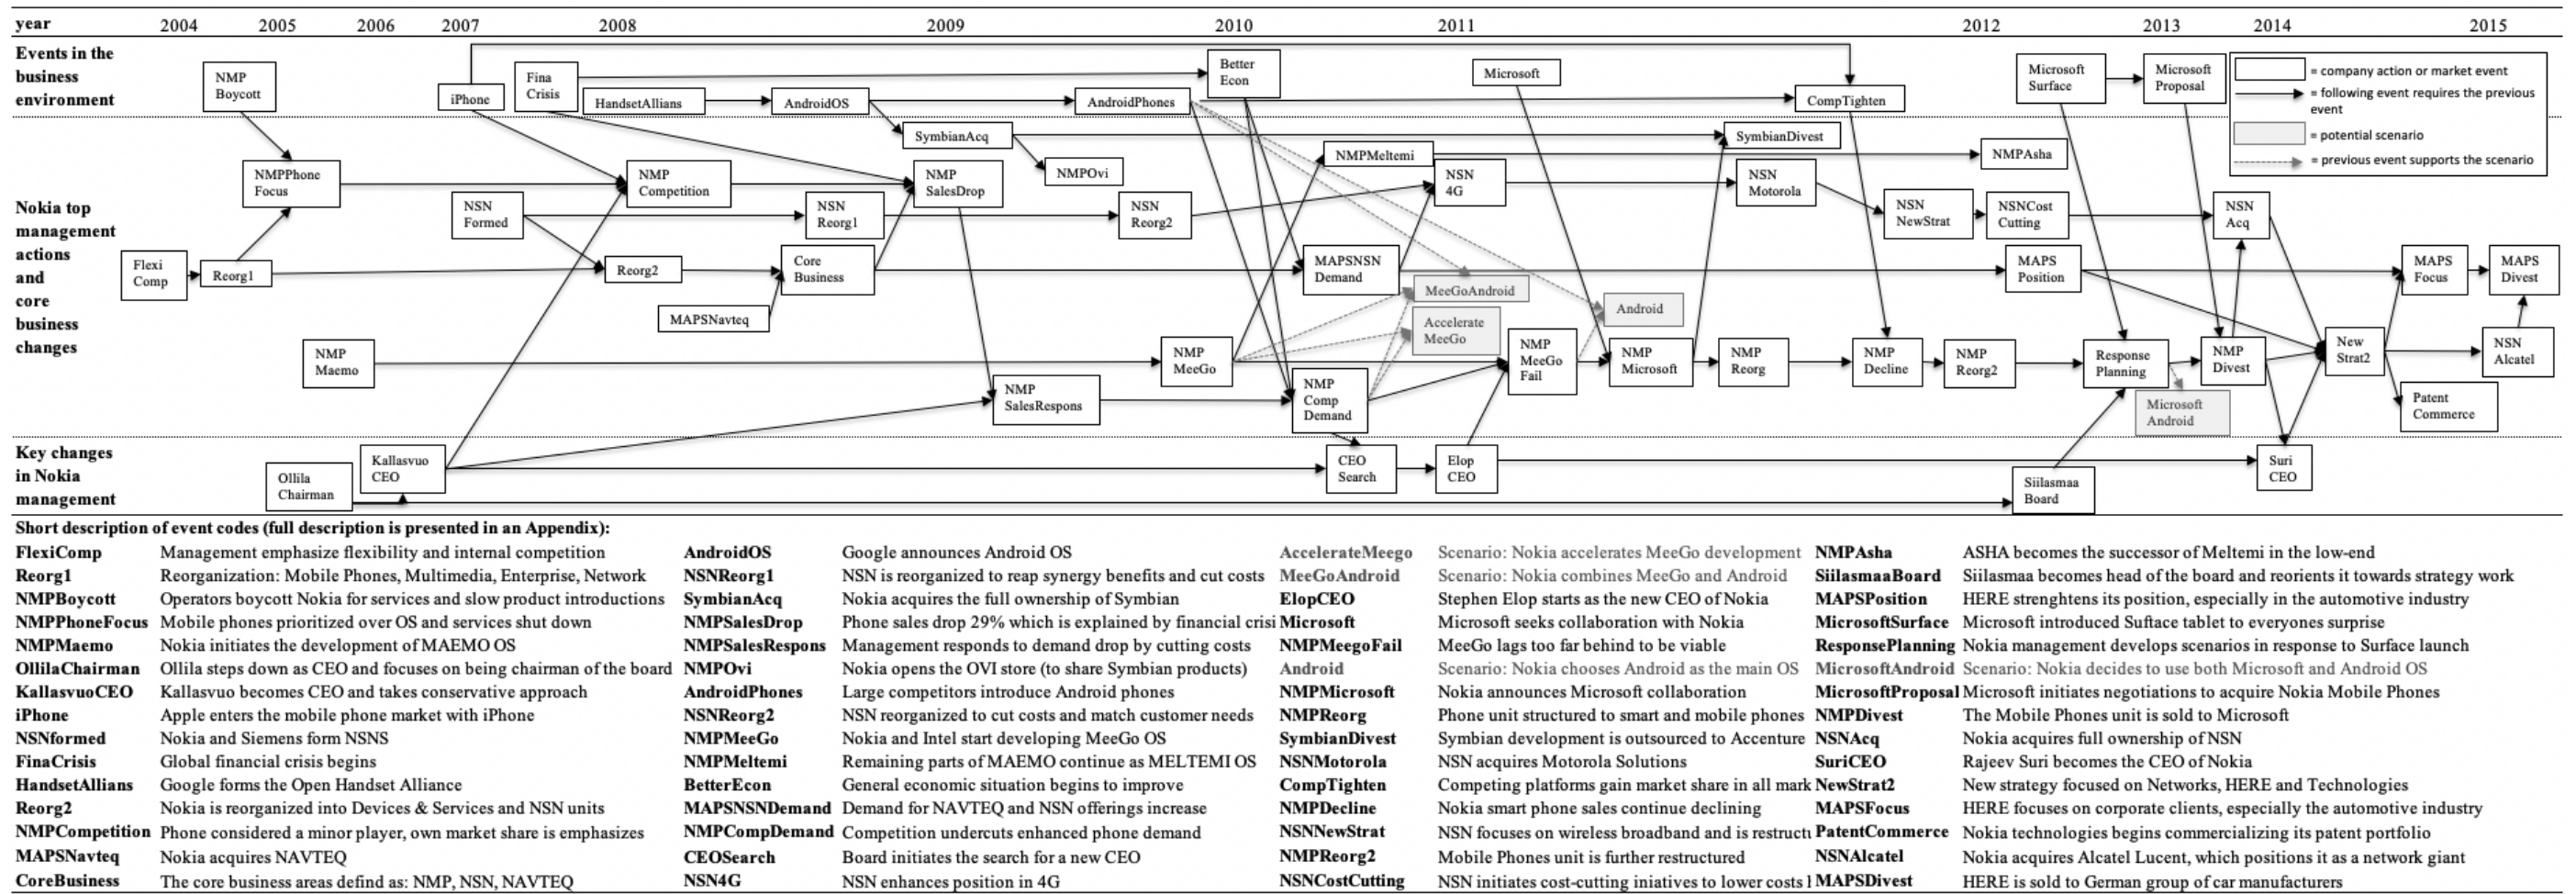 year 2004 2005 2006 2007 2008 2009 2010 2011 2012 2013 2014 2015
Events in the
business
environment
NMP
Boycott
iPhone
Fina
Crisis
HandsetAllians
AndroidOS
AndroidPhones
Better
Econ
Microsoft
CompTighten
Microsoft
Surface
Microsoft
Proposal
= company action or market event
= following event requires the previous
event
= potential scenario
= previous event supports the scenario
Nokia top
management
actions
and
core
business
changes
SymbianAcq
NMPOvi
SymbianDivest
NMPMeltemi
NMPAsha
NMPPhone
Focus
NMP
Competition
NMP
SalesDrop
NSN
4G
NSN
Motorola
NSN
Formed
NSN
Reorg1
NSN
Reorg2
NSN
NewStrat
NSNCost
Cutting
NSN
Acq
Flexi
Comp
Reorg1
Reorg2
Core
Business
MAPSNavteq
MAPSNSN
Demand
MeeGoAndroid
Accelerate
MeeGo
Android
MAPS
Position
MAPS
Focus
MAPS
Divest
NMP
Maemo
NMP
MeeGo
NMP
MeeGo
Fail
NMP
Microsoft
NMP
Reorg
NMP
Decline
NMP
Reorg2
Response
Planning
NMP
Divest
New
Strat2
NSN
Alcatel
NMP
SalesRespons
NMP
Comp
Demand
Microsoft
Android
Patent
Commerce
Key changes
in Nokia
management
Ollila
Chairman
Kallasvuo
CEO
CEO
Search
Elop
CEO
Siilasmaa
Board
Suri
CEO
Short description of event codes (full description is presented in an Appendix):
FlexiComp Management emphasize flexibility and internal competition
Reorg1 Reorganization: Mobile Phones, Multimedia, Enterprise, Network
NMPBoycott Operators boycott Nokia for services and slow product introductions
NMPPhoneFocus Mobile phones prioritized over OS and services shut down
NMPMaemo Nokia initiates the development of MAEMO OS
OllilaChairman Ollila steps down as CEO and focuses on being chairman of the board
KallasvuoCEO Kallasvuo becomes CEO and takes conservative approach
iPhone Apple enters the mobile phone market with iPhone
NSNformed Nokia and Siemens form NSNS
FinaCrisis Global financial crisis begins
HandsetAllians Google forms the Open Handset Alliance
Reorg2 Nokia is reorganized into Devices & Services and NSN units
NMPCompetition Phone considered a minor player, own market share is emphasizes
MAPSNavteq Nokia acquires NAVTEQ
CoreBusiness The core business areas defind as: NMP, NSN, NAVTEQ
AndroidOS Google announces Android OS
NSNReorg1 NSN is reorganized to reap synergy benefits and cut costs
SymbianAcq Nokia acquires the full ownership of Symbian
NMPSalesDrop Phone sales drop 29% which is explained by financial crisi
NMPSalesRespons Management responds to demand drop by cutting costs
NMPOvi Nokia opens the OVI store (to share Symbian products)
AndroidPhones Large competitors introduce Android phones
NSNReorg2 NSN reorganized to cut costs and match customer needs
NMPMeeGo Nokia and Intel start developing MeeGo OS
NMPMeltemi Remaining parts of MAEMO continue as MELTEMI OS
BetterEcon General economic situation begins to improve
MAPSNSNDemand Demand for NAVTEQ and NSN offerings increase
NMPCompDemand Competition undercuts enhanced phone demand
CEOSearch Board initiates the search for a new CEO
NSN4G NSN enhances position in 4G
AccelerateMeego Scenario: Nokia accelerates MeeGo development
MeeGoAndroid Scenario: Nokia combines MeeGo and Android
ElopCEO Stephen Elop starts as the new CEO of Nokia
Microsoft Microsoft seeks collaboration with Nokia
NMPMeegoFail MeeGo lags too far behind to be viable
Android Scenario: Nokia chooses Android as the main OS
NMPMicrosoft Nokia announces Microsoft collaboration
NMPReorg Phone unit structured to smart and mobile phones
SymbianDivest Symbian development is outsourced to Accenture
NSNMotorola NSN acquires Motorola Solutions
CompTighten Competing platforms gain market share in all mark
NMPDecline Nokia smart phone sales continue declining
NSNNewStrat NSN focuses on wireless broadband and is restructu
NMPReorg2 Mobile Phones unit is further restructured
NSNCostCutting NSN initiates cost-cutting iniatives to lower costs l
NMPAsha ASHA becomes the successor of Meltemi in the low-end
SiilasmaaBoard Siilasmaa becomes head of the board and reorients it towards strategy work
MAPSPosition HERE strenghtens its position, especially in the automotive industry
MicrosoftSurface Microsoft introduced Suftace tablet to everyones surprise
ResponsePlanning Nokia management develops scenarios in response to Surface launch
MicrosoftAndroid Scenario: Nokia decides to use both Microsoft and Android OS
MicrosoftProposal Microsoft initiates negotiations to acquire Nokia Mobile Phones
NMPDivest The Mobile Phones unit is sold to Microsoft
NSNAcq Nokia acquires full ownership of NSN
SuriCEO Rajeev Suri becomes the CEO of Nokia
NewStrat2 New strategy focused on Networks, HERE and Technologies
MAPSFocus HERE focuses on corporate clients, especially the automotive industry
PatentCommerce Nokia technologies begins commercializing its patent portfolio
NSNAlcatel Nokia acquires Alcatel Lucent, which positions it as a network giant
MAPSDivest HERE is sold to German group of car manufacturers